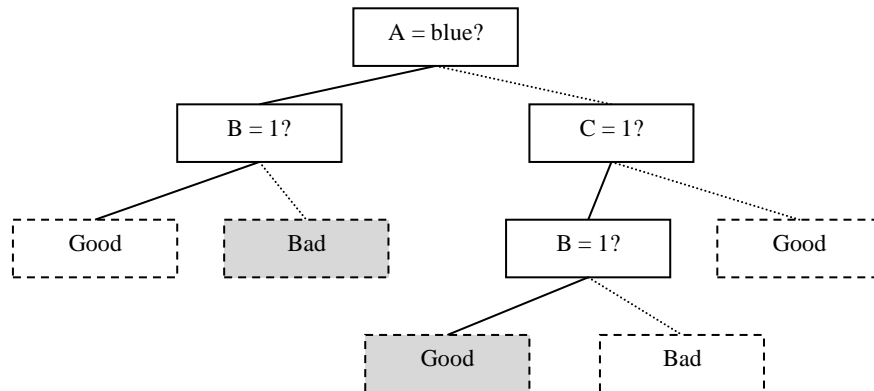 A = blue?
B = 1?
C = 1?
Good
Bad
B = 1?
Good
Good
Bad